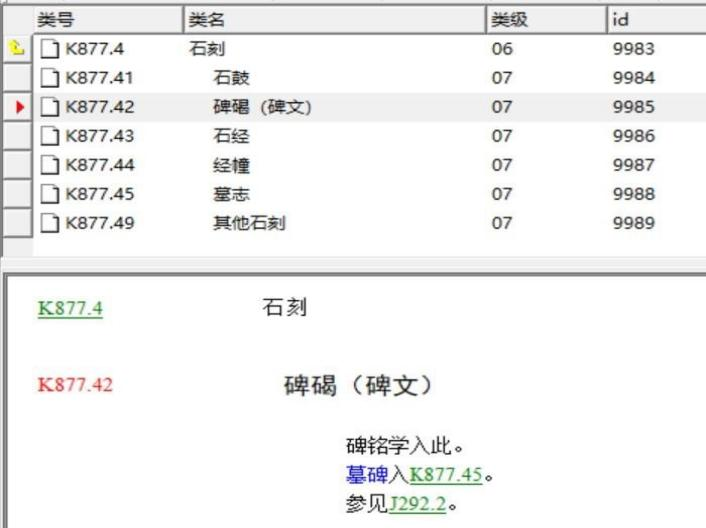 类号 类名 类级 id
K877.4 石刻 06 9983
K877.41 石鼓 07 9984
K877.42 碑碣（碑文） 07 9985
K877.43 石经 07 9986
K877.44 经幢 07 9987
K877.45 墓志 07 9988
K877.49 其他石刻 07 9989
K877.4 石刻
K877.42 碑碣（碑文）
碑铭学入此。
墓碑入K877.45。
参见J292.2。